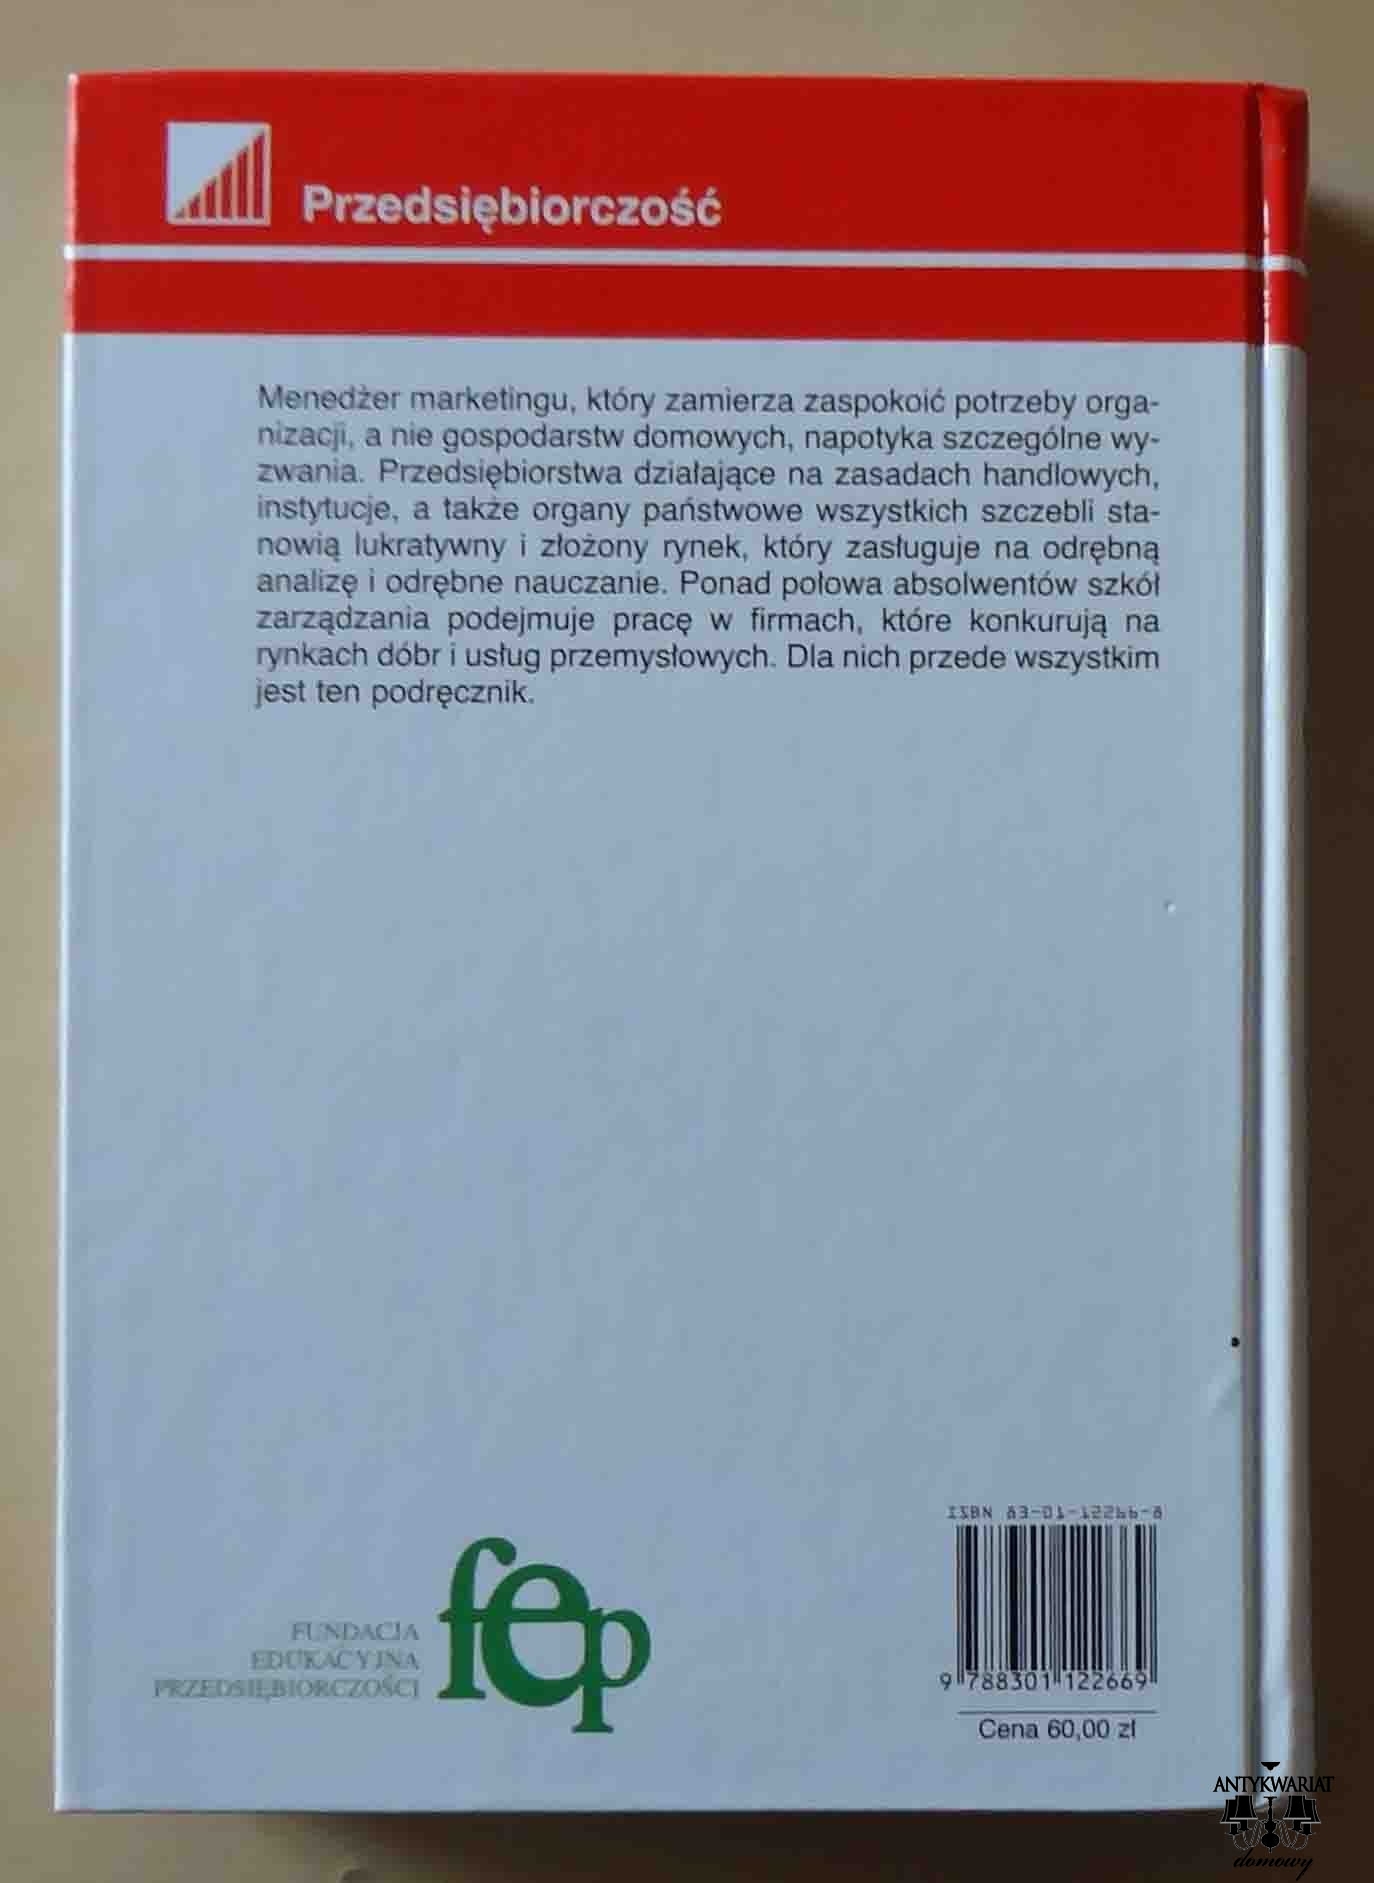 Przedsiębiorczość
Menedżer marketingu, który zamierza zaspokoić potrzeby orga-
nizacji, a nie gospodarstw domowych, napotyka szczególne wy-
zwania. Przedsiębiorstwa działające na zasadach handlowych,
instytucje, a także organy państwowe wszystkich szczebli sta-
nowią lukratywny i złożony rynek, który zasługuje na odrębną
analizę i odrębne nauczanie. Ponad połowa absolwentów szkół
zarządzania podejmuje pracę w firmach, które konkurują na
rynkach dóbr i usług przemysłowych. Dla nich przede wszystkim
jest ten podręcznik.
FUNDACJA
EDUKACYJNA
PRZEDSIĘBIORCZOŚCI
fep
ISBN 83-01-12266-8
9 788301 122669
Cena 60,00 zł
ANTYKWARIAT
domowy